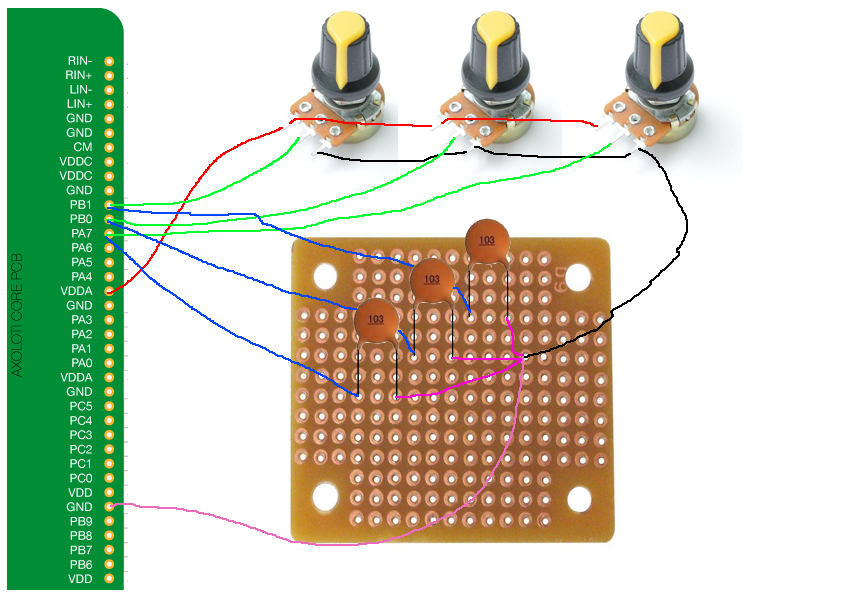 AXOLOTI CORE PCB
RIN-
RIN+
LIN-
LIN+
GND
GND
CM
VDDC
VDDC
GND
PB1
PB0
PA7
PA6
PA5
PA4
VDDA
GND
PA3
PA2
PA1
PA0
VDDA
GND
PC5
PC4
PC3
PC2
PC1
PC0
VDD
GND
PB9
PB8
PB7
PB6
VDD
103
103
103